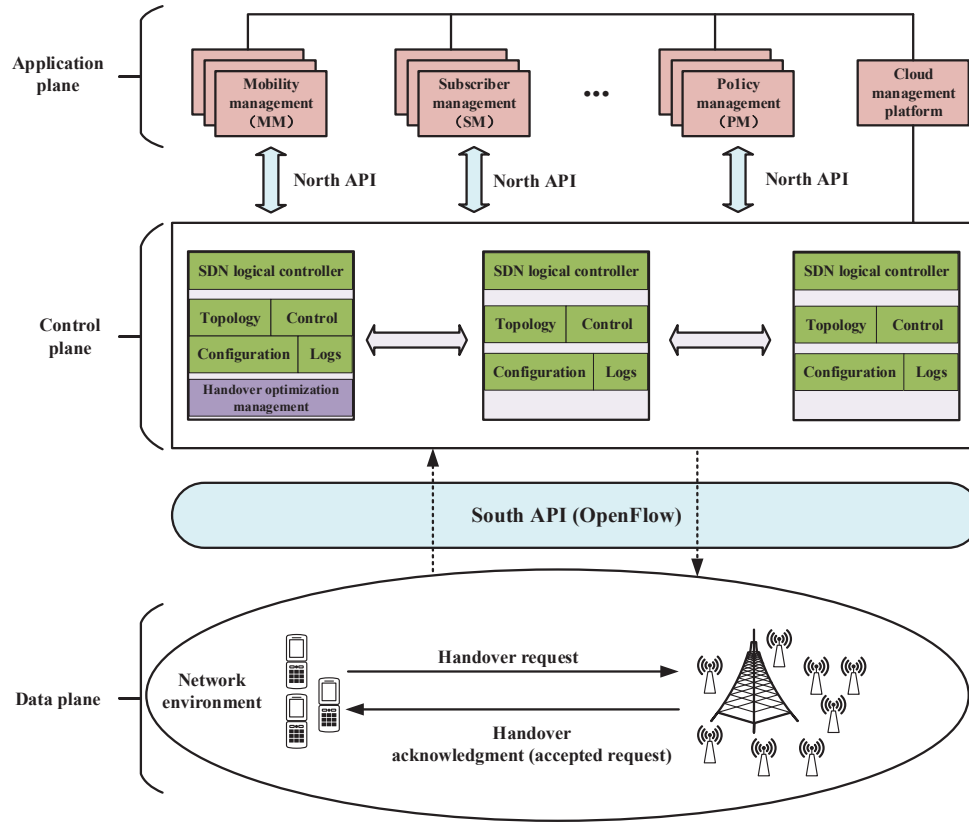 Application
plane
Mobility
management
（MM）
Subscriber
management
（SM）
...
Po1icy
management
（PM）
Cloud
management
platform
North API
North API
North API
Control
plane
SDN logical controller
Topology
Control
Configuration
Logs
Handover optimization
management
SDN logical controller
Topology
Control
Configuration
Logs
SDN logical controller
Topology
Control
Configuration
Logs
South API (OpenFlow)
Data plane
Network
environment
Handover request
Handover
acknowledgment (accepted request)